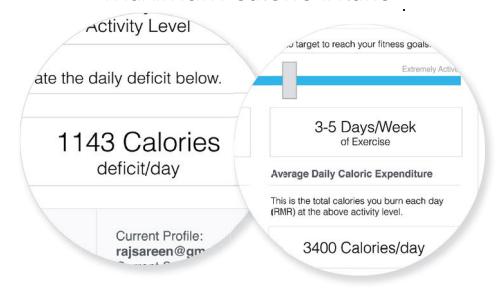 Activity Level
ate the daily deficit below.
1143 Calories
deficit/day
Current Profile:
rajsareen@gm
target to reach your fitness goals.
Extremely Active
3-5 Days/Week
of Exercise
Average Daily Caloric Expenditure
This is the total calories you burn each day
(RMR) at the above activity level.
3400 Calories/day